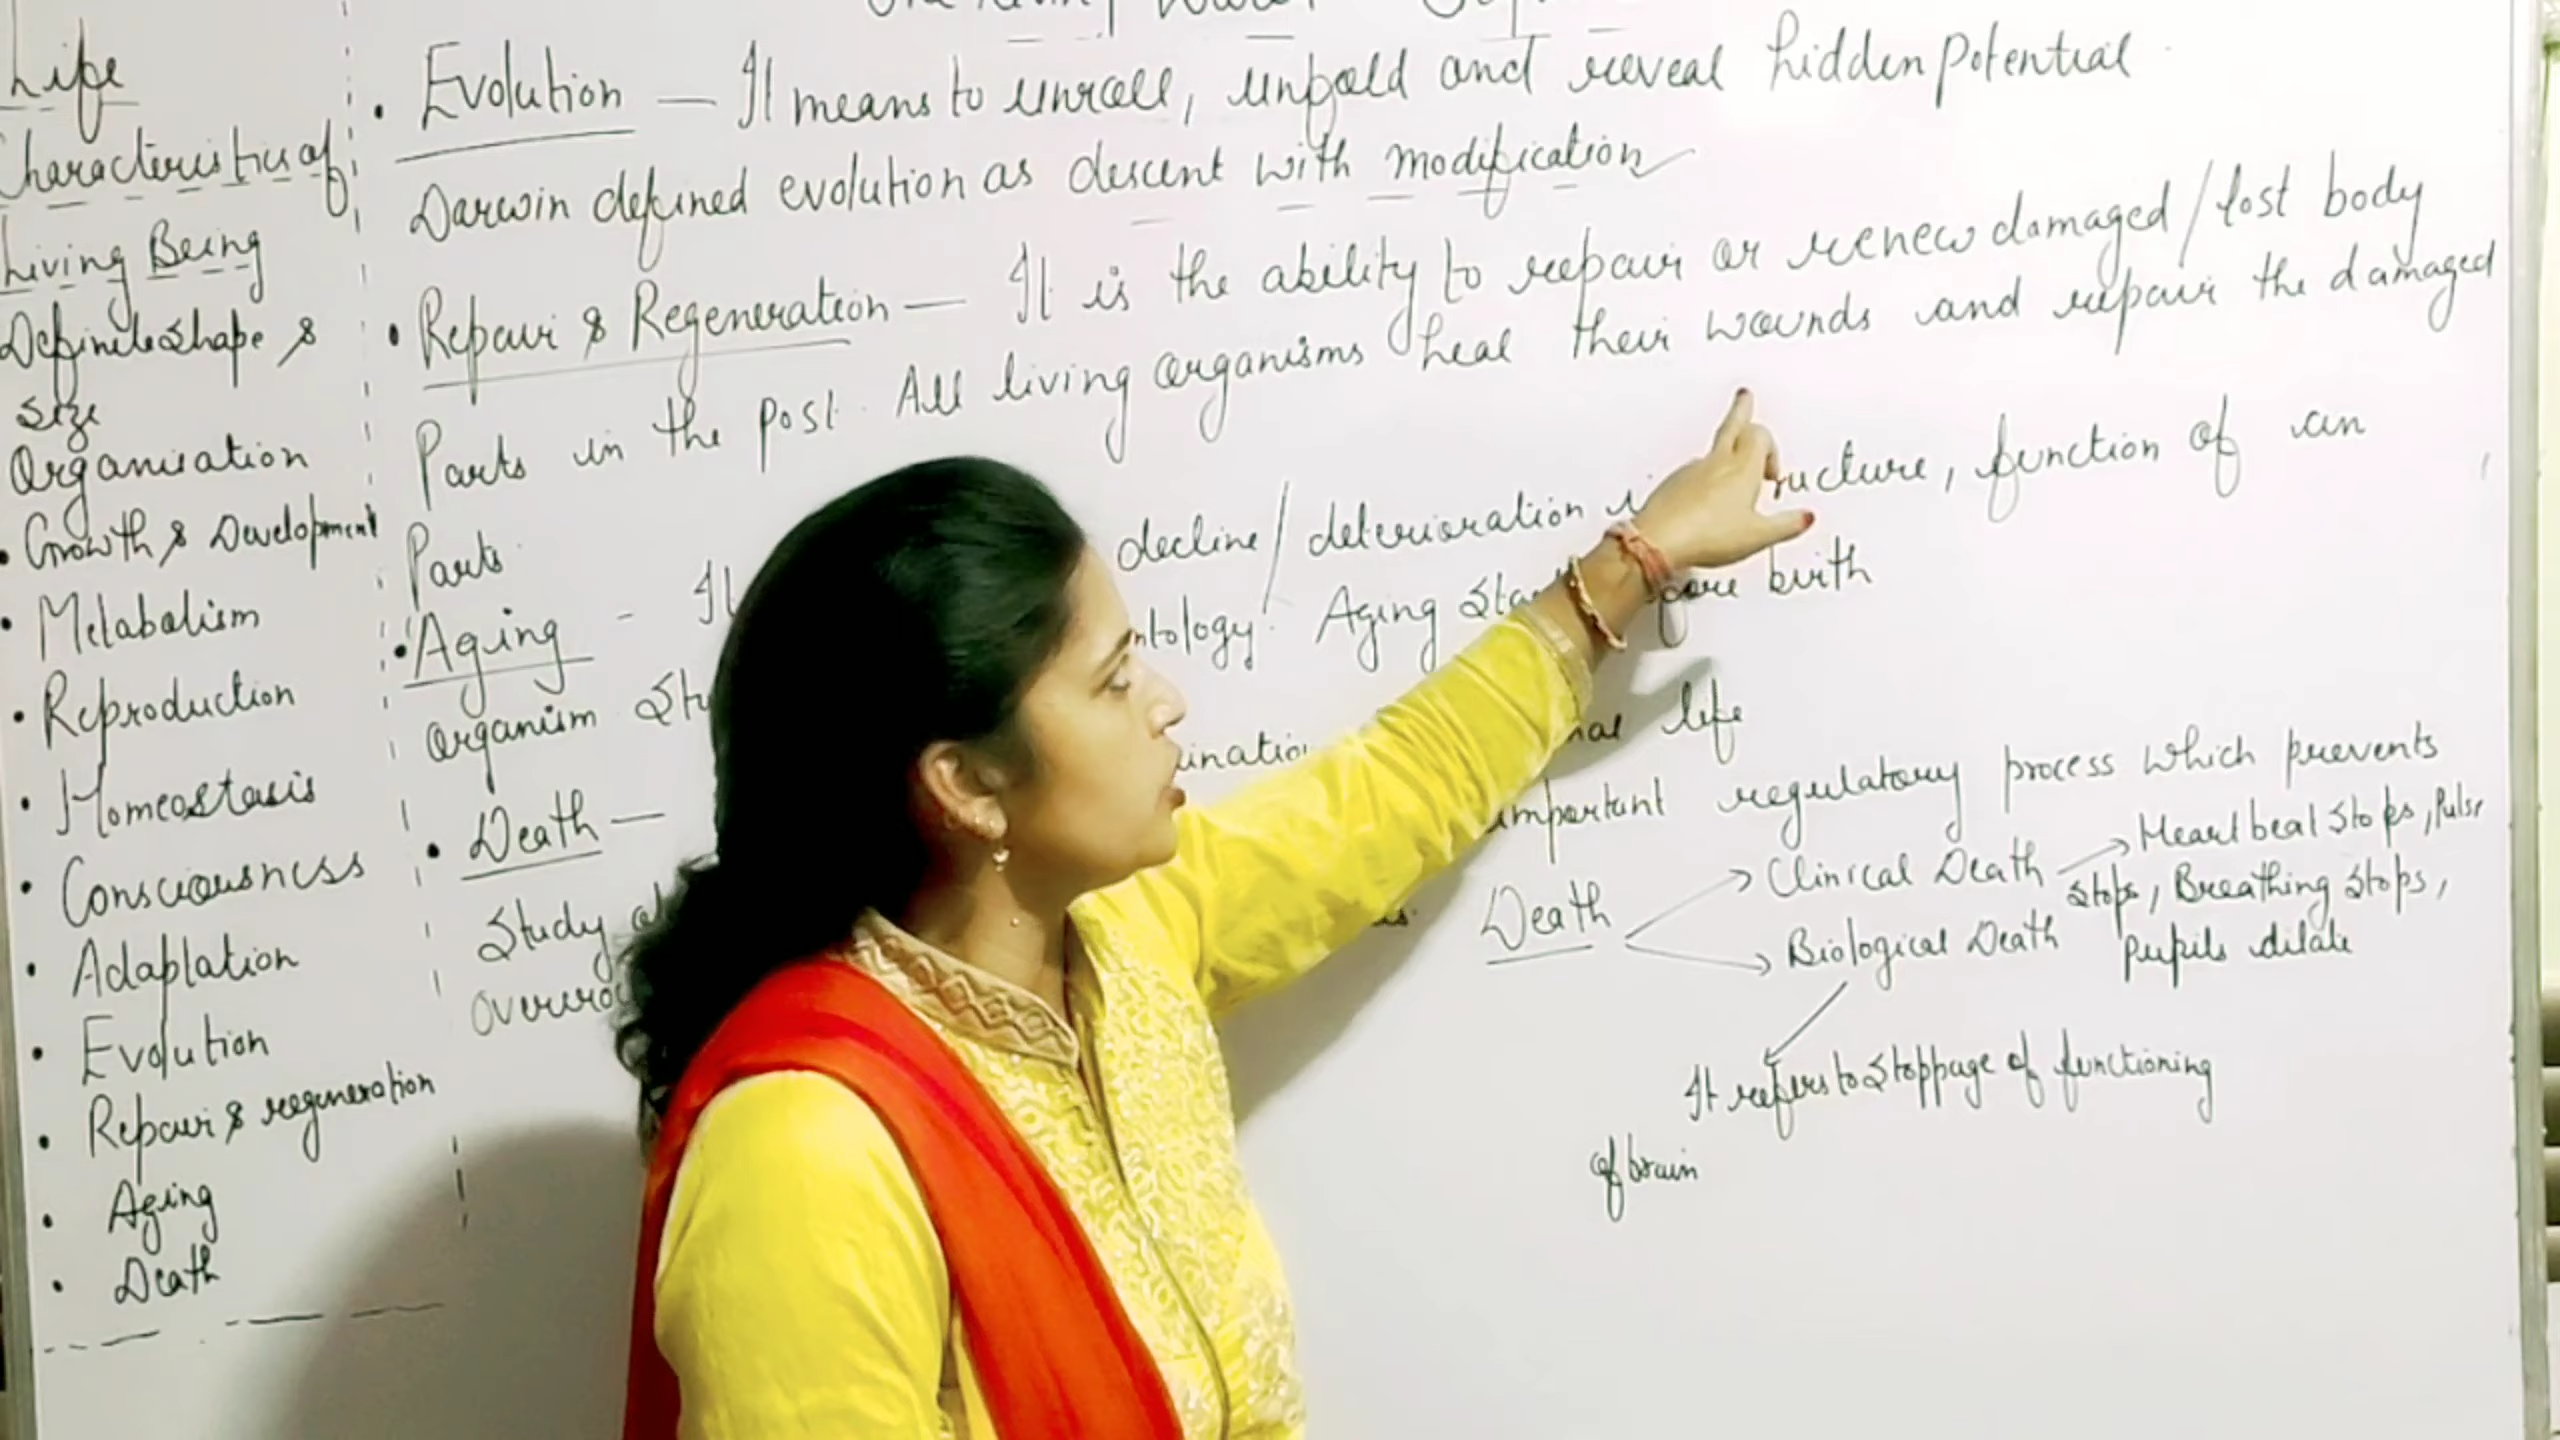 Life
Characteristics of
Living Being
Definite shape &
Size
Organisation
• Growth & Development
• Metabolism
• Reproduction
• Homeostasis
• Consciousness
• Adaptation
• Evolution
• Repair & regeneration
• Aging
• Death
• Evolution — It means to unroll, unfold and reveal hidden potential
Darwin defined evolution as descent with modification
• Repair & Regeneration — It is the ability to repair or renew damaged/lost body
Parts in the post. All living organisms heal their wounds and repair the damaged
Parts
• Aging - It decline/deterioration function of an
organism Aging birth
• Death — life
Study important regulatory process which prevents
Death
Clinical Death
Heart beat Stops, Pulse
Stops, Breathing Stops,
Pupils dilate
Biological Death
It refers to Stoppage of functioning
of brain